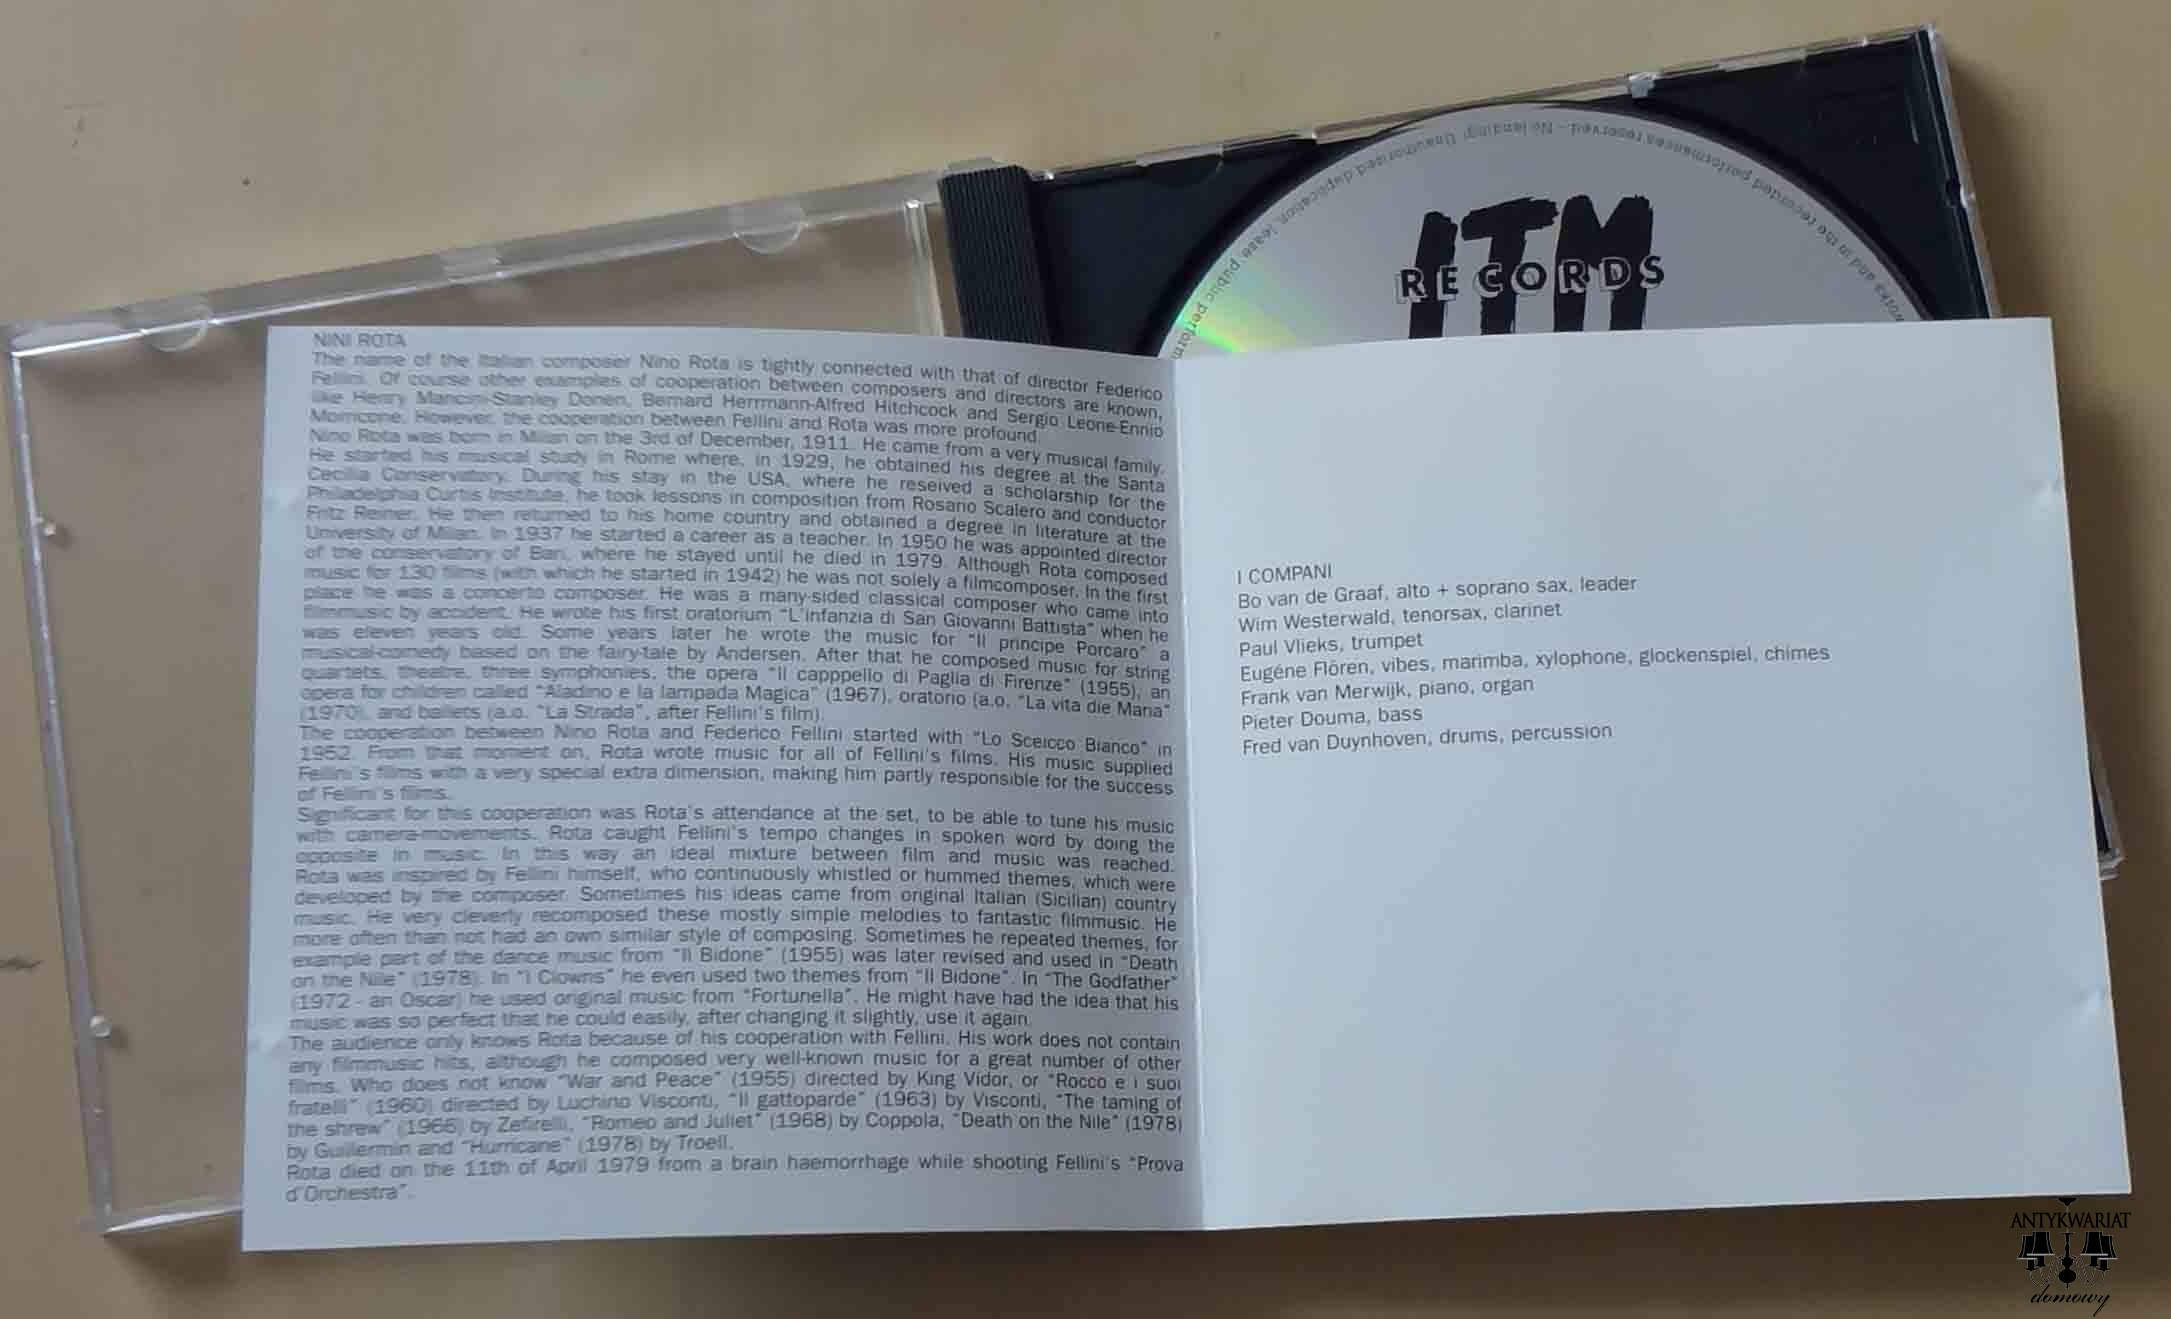 works and in the recorded performances reserved - No lending! Unauthorized duplication, lease, public perform
ITM
RECORDS
NINI ROTA
The name of the Italian composer Nino Rota is tightly connected with that of director Federico
Fellini. Of course other examples of cooperation between composers and directors are known,
like Henry Mancini-Stanley Donen, Bernard Herrmann-Alfred Hitchcock and Sergio Leone-Ennio
Morricone. However, the cooperation between Fellini and Rota was more profound.
Nino Rota was born in Milan on the 3rd of December, 1911. He came from a very musical family.
He started his musical study in Rome where, in 1929, he obtained his degree at the Santa
Cecilia Conservatory. During his stay in the USA, where he reseived a scholarship for the
Philadelphia Curtis Institute, he took lessons in composition from Rosario Scalero and conductor
Fritz Reiner. He then returned to his home country and obtained a degree in literature at the
University of Milan. In 1937 he started a career as a teacher. In 1950 he was appointed director
of the conservatory of Bari, where he stayed until he died in 1979. Although Rota composed
music for 130 films (with which he started in 1942) he was not solely a filmcomposer. In the first
place he was a concerto composer. He was a many-sided classical composer who came into
filmmusic by accident. He wrote his first oratorium "L'infanzia di San Giovanni Battista" when he
was eleven years old. Some years later he wrote the music for "Il principe Porcaro" a
musical-comedy based on the fairy-tale by Andersen. After that he composed music for string
quartets, theatre, three symphonies, the opera "Il capppello di Paglia di Firenze" (1955), an
opera for children called "Aladino e la lampada Magica" (1967), oratorio (a.o. "La vita die Maria"
(1970), and ballets (a.o. "La Strada", after Fellini's film).
The cooperation between Nino Rota and Federico Fellini started with "Lo Sceicco Bianco" in
1952. From that moment on, Rota wrote music for all of Fellini's films. His music supplied
Fellini's films with a very special extra dimension, making him partly responsible for the success
of Fellini's films.
Significant for this cooperation was Rota's attendance at the set, to be able to tune his music
with camera-movements. Rota caught Fellini's tempo changes in spoken word by doing the
opposite in music. In this way an ideal mixture between film and music was reached.
Rota was inspired by Fellini himself, who continuously whistled or hummed themes, which were
developed by the composer. Sometimes his ideas came from original Italian (Sicilian) country
music. He very cleverly recomposed these mostly simple melodies to fantastic filmmusic. He
more often than not had an own similar style of composing. Sometimes he repeated themes, for
example part of the dance music from "Il Bidone" (1955) was later revised and used in "Death
on the Nile" (1978). In "I Clowns" he even used two themes from "Il Bidone". In "The Godfather"
(1972 - an Oscar) he used original music from "Fortunella". He might have had the idea that his
music was so perfect that he could easily, after changing it slightly, use it again.
The audience only knows Rota because of his cooperation with Fellini. His work does not contain
any filmmusic hits, although he composed very well-known music for a great number of other
films. Who does not know "War and Peace" (1955) directed by King Vidor, or "Rocco e i suoi
fratelli" (1960) directed by Luchino Visconti, "Il gattoparde" (1963) by Visconti, "The taming of
the shrew" (1966) by Zefirelli, "Romeo and Juliet" (1968) by Coppola, "Death on the Nile" (1978)
by Guillermin and "Hurricane" (1978) by Troell.
Rota died on the 11th of April 1979 from a brain haemorrhage while shooting Fellini's "Prova
d'Orchestra".
I COMPANI
Bo van de Graaf, alto + soprano sax, leader
Wim Westerwald, tenorsax, clarinet
Paul Vlieks, trumpet
Eugéne Flören, vibes, marimba, xylophone, glockenspiel, chimes
Frank van Merwijk, piano, organ
Pieter Douma, bass
Fred van Duynhoven, drums, percussion
ANTYKWARIAT
domowy